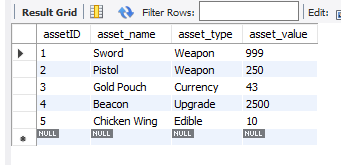 Result Grid Filter Rows: Edit:
assetID asset_name asset_type asset_value
1 Sword Weapon 999
2 Pistol Weapon 250
3 Gold Pouch Currency 43
4 Beacon Upgrade 2500
5 Chicken Wing Edible 10
NULL NULL NULL NULL